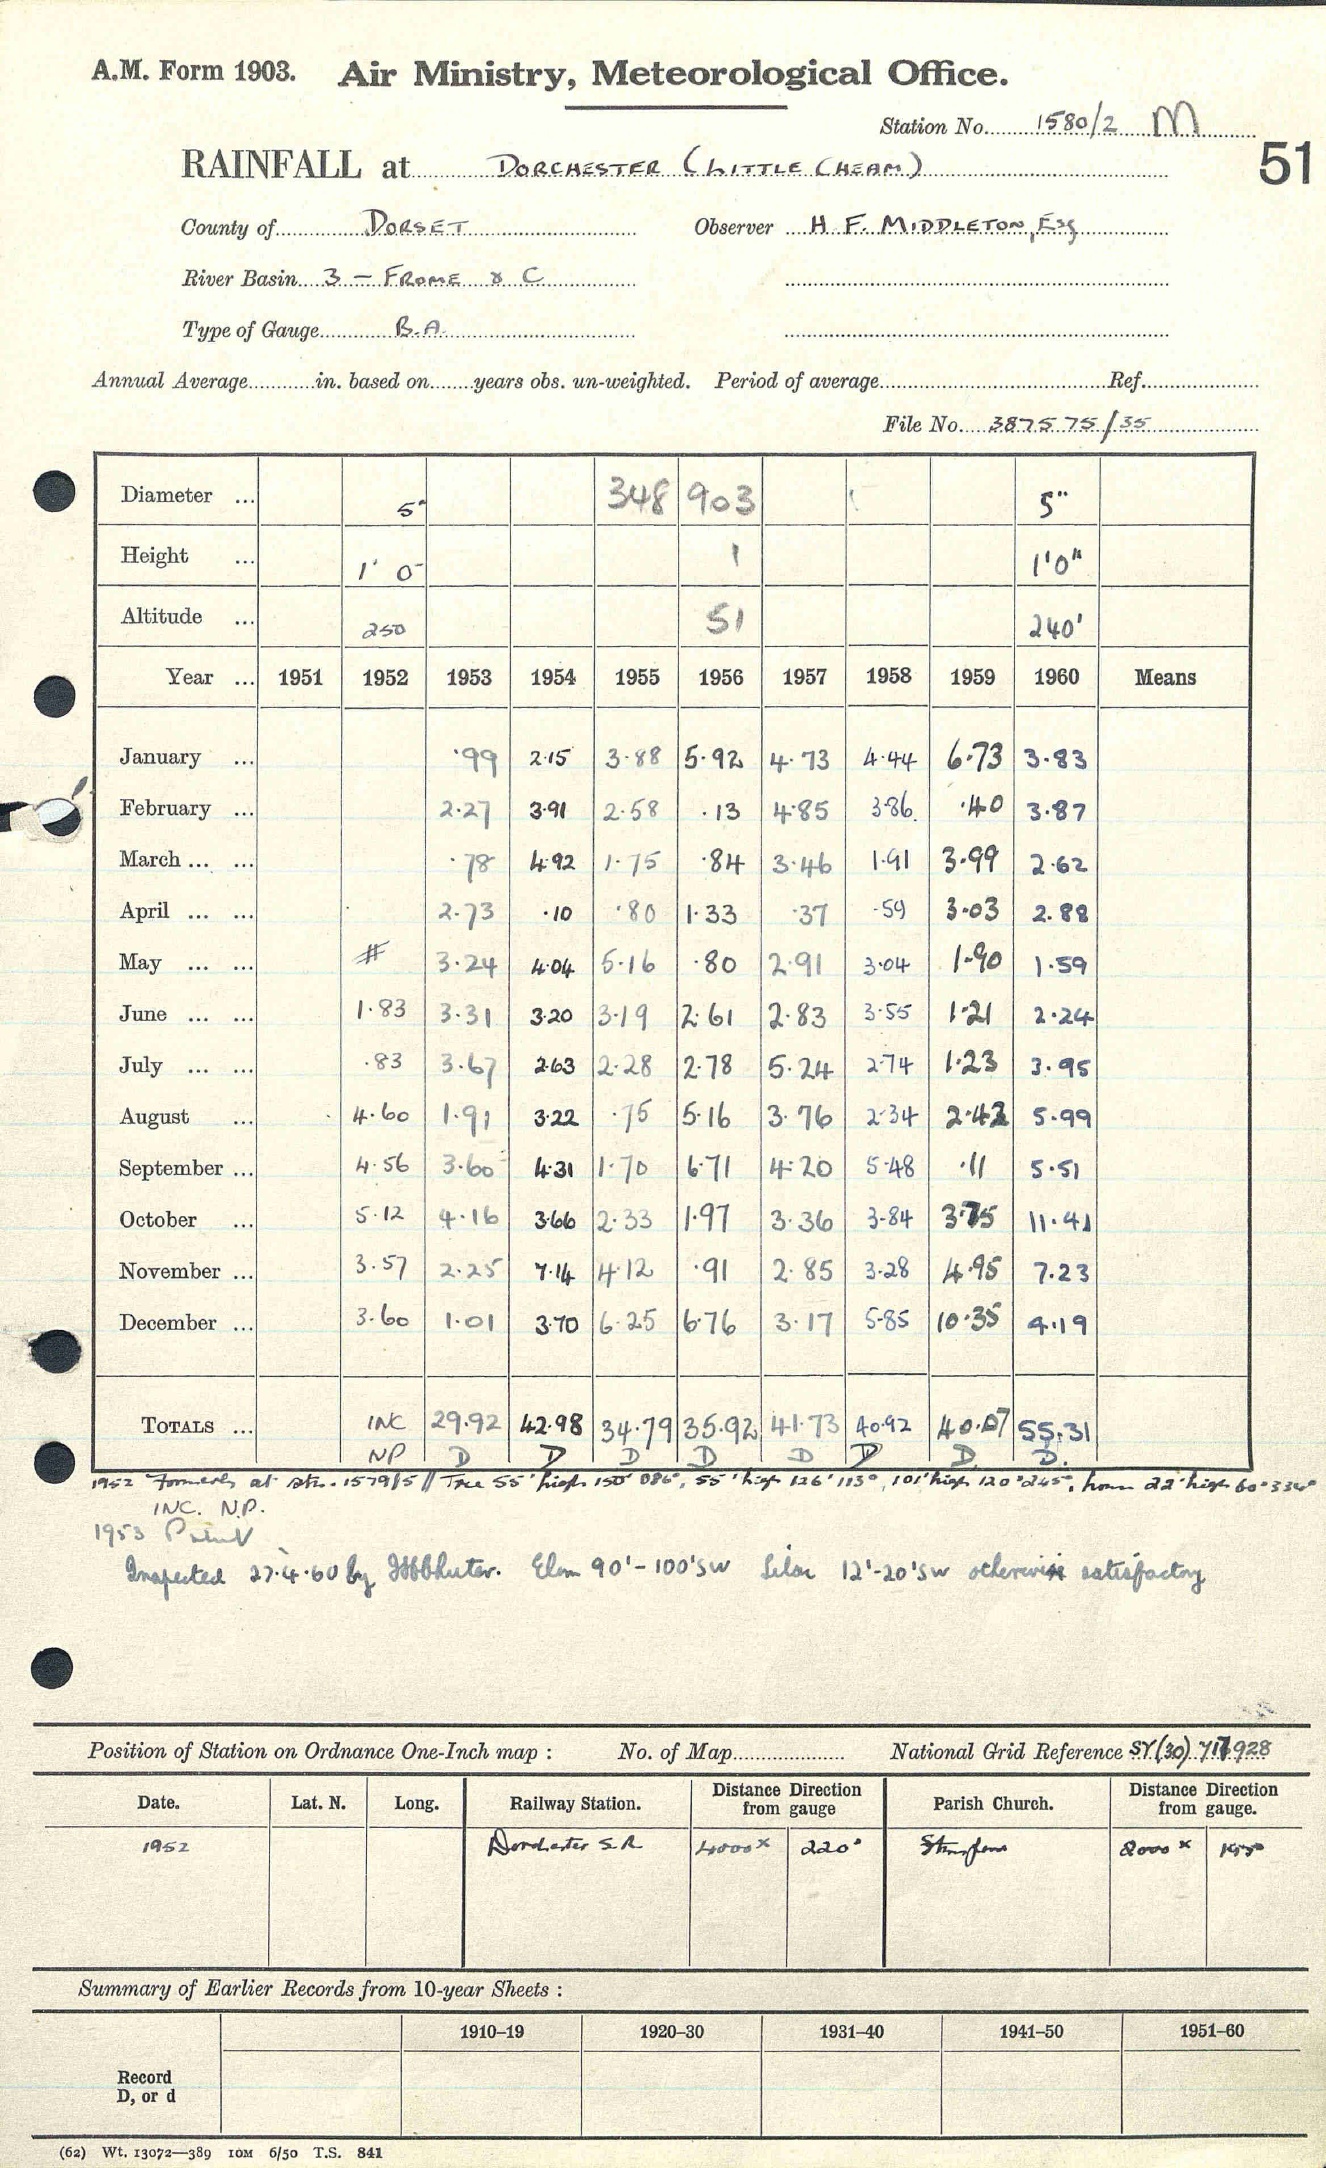 A.M. Form 1903. Air Ministry, Meteorological Office.
Station No. 1580/2 M
51
RAINFALL at DORCHESTER (LITTLE CHEAM)
County of DORSET Observer H. F. MIDDLETON, Esq
River Basin 3 – FROME & C
Type of Gauge B.A.
Annual Average in. based on years obs. un-weighted. Period of average Ref.
File No. 387575/35
Diameter ... 5" 348 903 5"
Height ... 1' 0" 1 1'0"
Altitude ... 250 51 240'
Year ... 1951 1952 1953 1954 1955 1956 1957 1958 1959 1960 Means
January ... ·99 2·15 3·88 5·92 4·73 4·44 6·73 3·83
February ... 2·27 3·91 2·58 ·13 4·85 3·86 ·40 3·87
March ... ... ·78 4·92 1·75 ·84 3·46 1·91 3·99 2·62
April ... ... 2·73 ·10 ·80 1·33 ·37 ·59 3·03 2·88
May ... ... # 3·24 4·04 5·16 ·80 2·91 3·04 1·90 1·59
June ... ... 1·83 3·31 3·20 3·19 2·61 2·83 3·55 1·21 2·24
July ... ... ·83 3·67 2·63 2·28 2·78 5·24 2·74 1·23 3·95
August ... 4·60 1·91 3·22 ·75 5·16 3·76 2·34 2·42 5·99
September ... 4·56 3·60 4·31 1·70 6·71 4·20 5·48 ·11 5·51
October ... 5·12 4·16 3·66 2·33 1·97 3·36 3·84 3·75 11·41
November ... 3·57 2·25 7·14 4·12 ·91 2·85 3·28 4·95 7·23
December ... 3·60 1·01 3·70 6·25 6·76 3·17 5·85 10·35 4·19
TOTALS ... INC 29·92 42·98 34·79 35·92 41·73 40·92 40·07 55·31
NP D D D D D D D D
1952 Formerly at stn. 1579/5 // Tree 55' high 150' 086°, 55' high 126' 113°, 101' high 120' 245°, house 22' high 60' 334°
INC. N.P.
1953
Inspected 27·4·60 by Elm 90'–100'SW Lilac 12'–20'SW otherwise satisfactory
Position of Station on Ordnance One-Inch map : No. of Map National Grid Reference SY(30) 928
Date. Lat. N. Long. Railway Station. Distance from gauge Direction Parish Church. Distance from gauge. Direction
1952 Dorchester S.R 4000x 220° Stinsford 2000x
Summary of Earlier Records from 10-year Sheets :
1910–19 1920–30 1931–40 1941–50 1951–60
Record
D, or d
(62) Wt. 13072—389 10M 6/50 T.S. 841